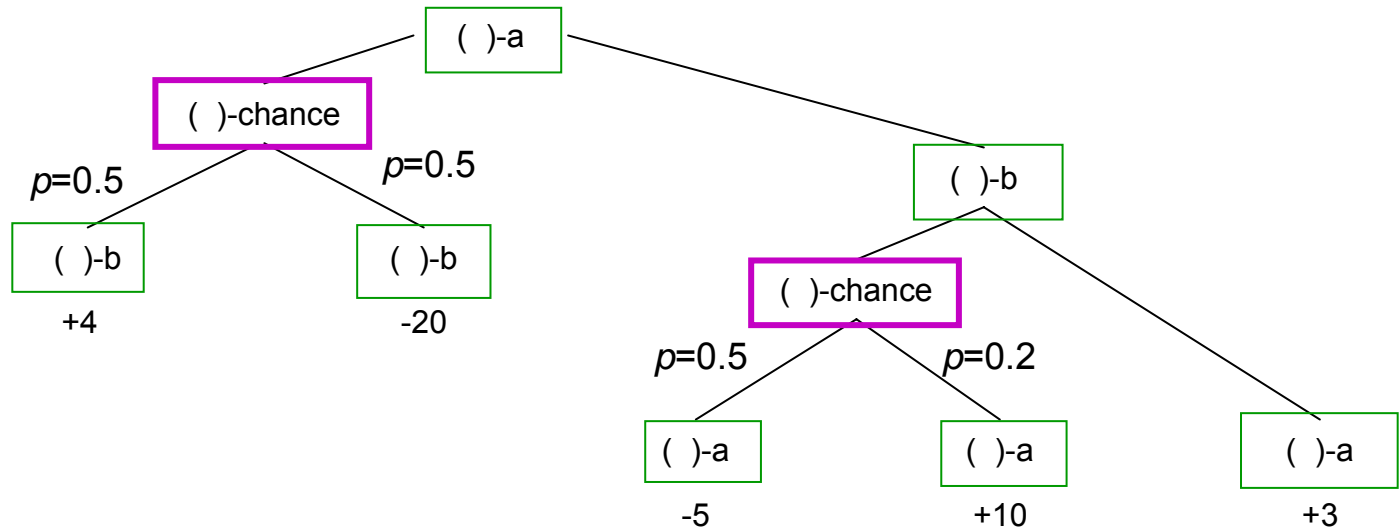 ( )-a
( )-chance
p=0.5
p=0.5
( )-b
( )-b
( )-b
+4
-20
( )-chance
p=0.5
p=0.2
( )-a
( )-a
( )-a
-5
+10
+3